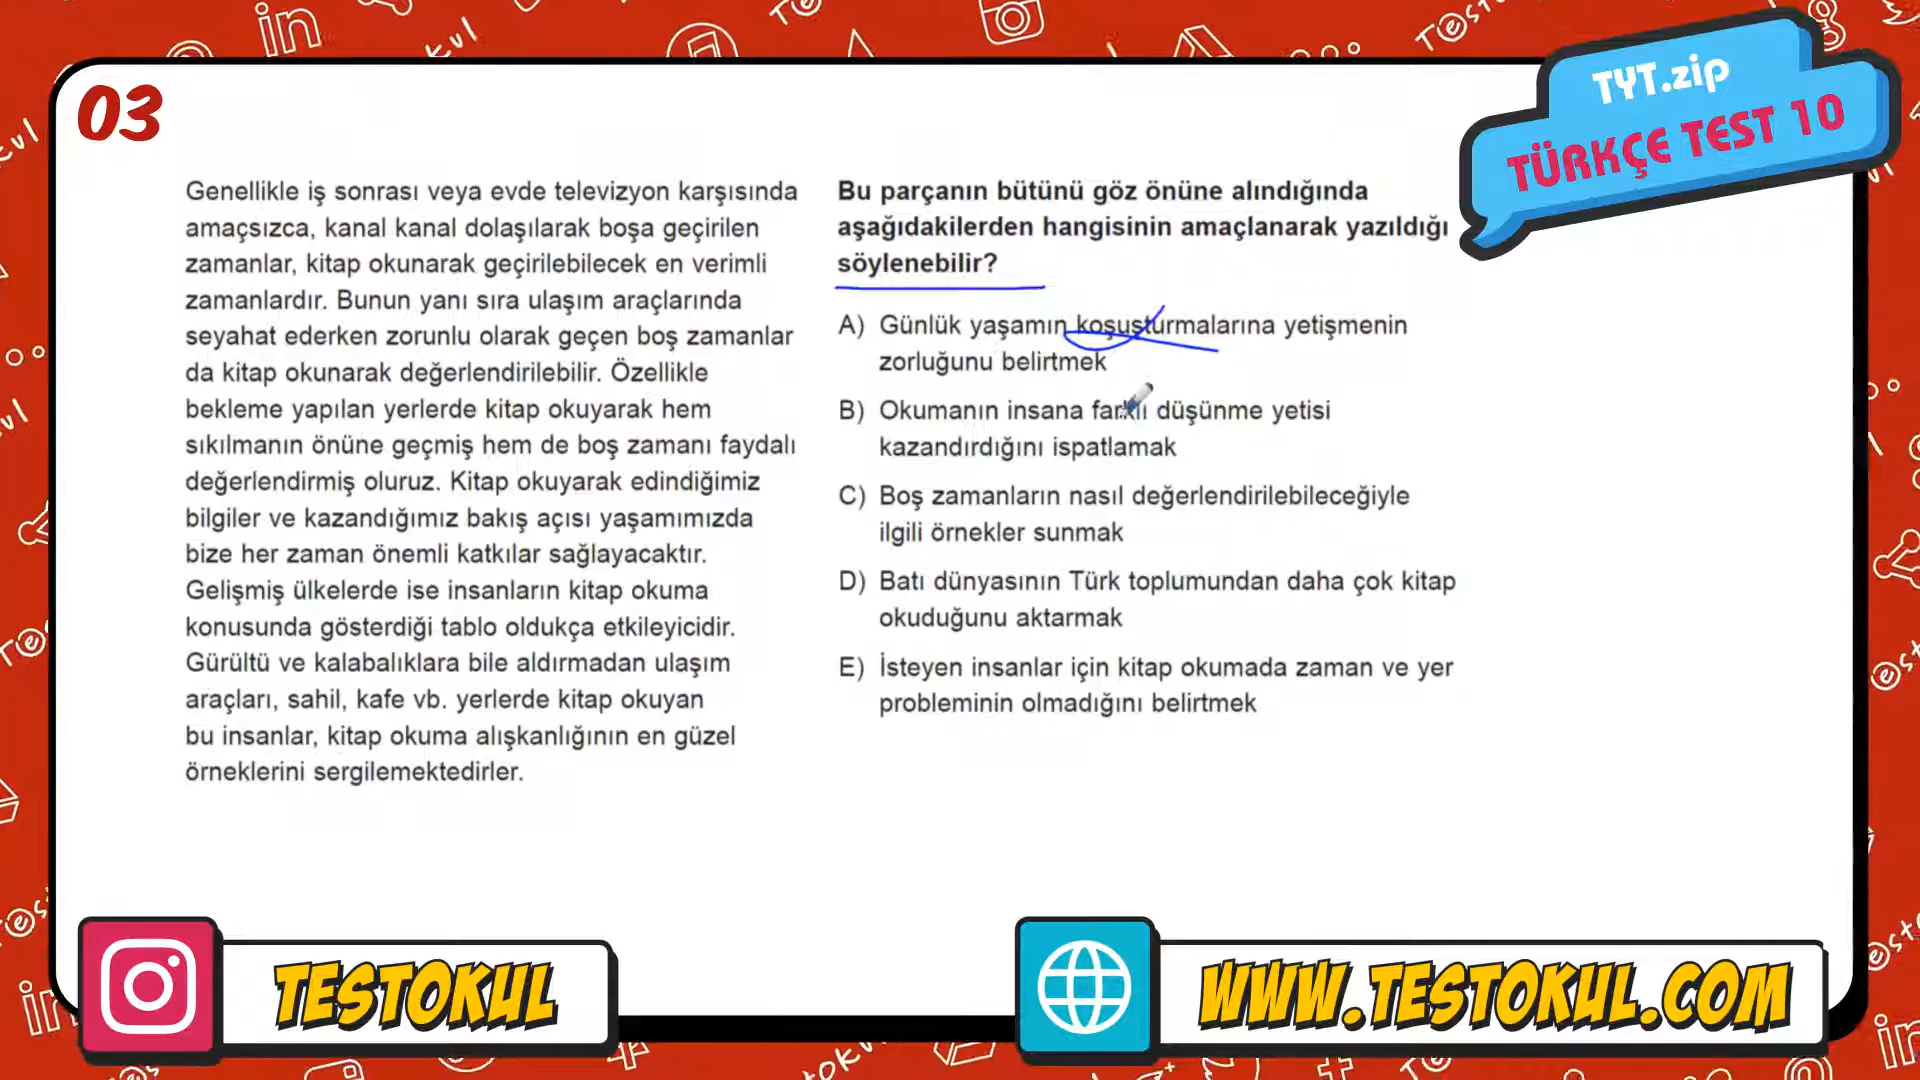 03
TYT.zip
TÜRKÇE TEST 10
Genellikle iş sonrası veya evde televizyon karşısında
amaçsızca, kanal kanal dolaşılarak boşa geçirilen
zamanlar, kitap okunarak geçirilebilecek en verimli
zamanlardır. Bunun yanı sıra ulaşım araçlarında
seyahat ederken zorunlu olarak geçen boş zamanlar
da kitap okunarak değerlendirilebilir. Özellikle
bekleme yapılan yerlerde kitap okuyarak hem
sıkılmanın önüne geçmiş hem de boş zamanı faydalı
değerlendirmiş oluruz. Kitap okuyarak edindiğimiz
bilgiler ve kazandığımız bakış açısı yaşamımızda
bize her zaman önemli katkılar sağlayacaktır.
Gelişmiş ülkelerde ise insanların kitap okuma
konusunda gösterdiği tablo oldukça etkileyicidir.
Gürültü ve kalabalıklara bile aldırmadan ulaşım
araçları, sahil, kafe vb. yerlerde kitap okuyan
bu insanlar, kitap okuma alışkanlığının en güzel
örneklerini sergilemektedirler.
Bu parçanın bütünü göz önüne alındığında
aşağıdakilerden hangisinin amaçlanarak yazıldığı
söylenebilir?
A) Günlük yaşamın koşuşturmalarına yetişmenin
zorluğunu belirtmek
B) Okumanın insana farklı düşünme yetisi
kazandırdığını ispatlamak
C) Boş zamanların nasıl değerlendirilebileceğiyle
ilgili örnekler sunmak
D) Batı dünyasının Türk toplumundan daha çok kitap
okuduğunu aktarmak
E) İsteyen insanlar için kitap okumada zaman ve yer
probleminin olmadığını belirtmek
TESTOKUL
WWW.TESTOKUL.COM